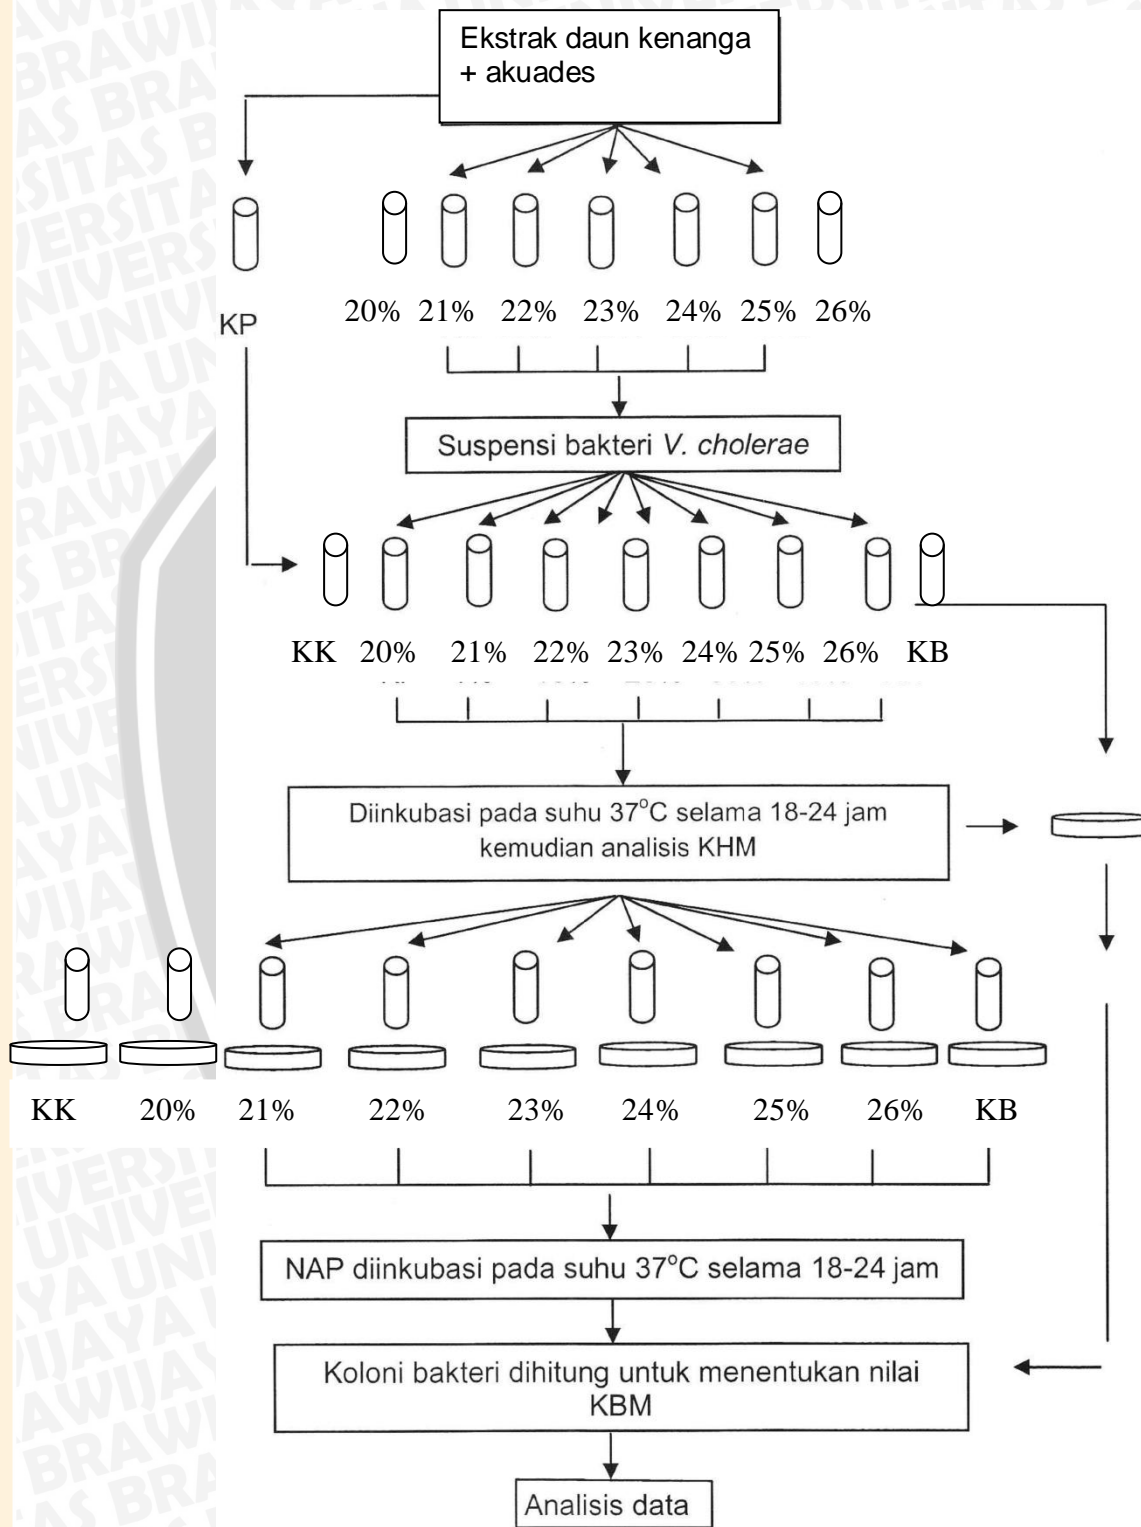 Ekstrak daun kenanga
+ akuades
KP
20% 21% 22% 23% 24% 25% 26%
Suspensi bakteri V. cholerae
KK 20% 21% 22% 23% 24% 25% 26% KB
Diinkubasi pada suhu 37°C selama 18-24 jam
kemudian analisis KHM
KK 20% 21% 22% 23% 24% 25% 26% KB
NAP diinkubasi pada suhu 37°C selama 18-24 jam
Koloni bakteri dihitung untuk menentukan nilai
KBM
Analisis data